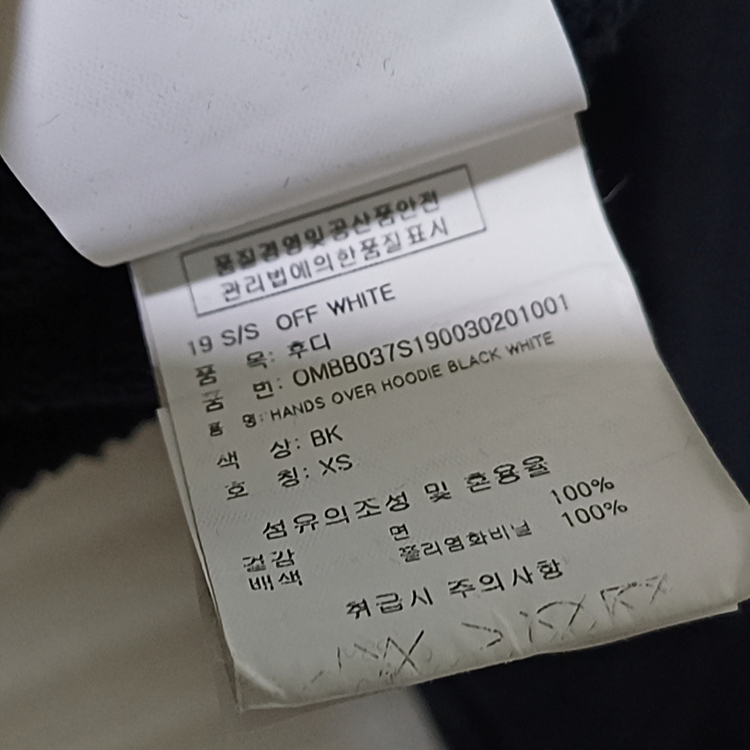 품질경영및공산품안전
관리법에의한품질표시
19 S/S OFF WHITE
품 목: 후디
품 번: OMBB037S190030201001
품 명: HANDS OVER HOODIE BLACK WHITE
색 상: BK
호 칭: XS
섬유의조성 및 혼용율
겉감 면 100%
배색 폴리염화비닐 100%
취급시 주의사항